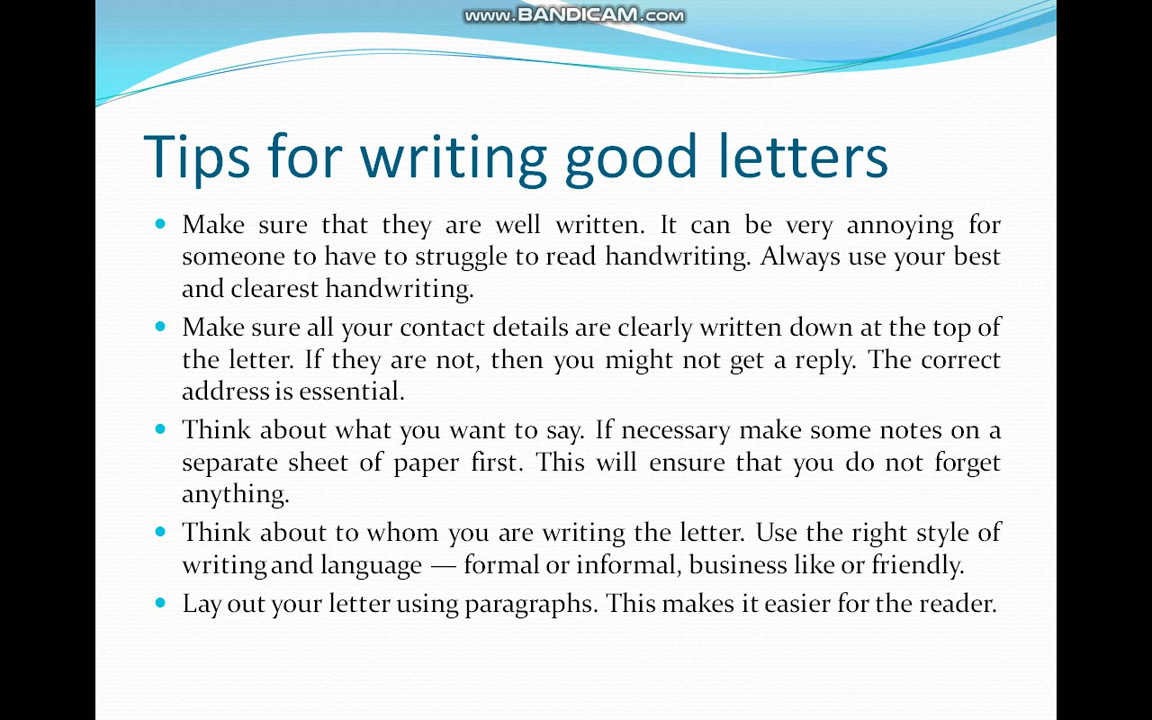 www.BANDICAM.com
Tips for writing good letters
• Make sure that they are well written. It can be very annoying for
someone to have to struggle to read handwriting. Always use your best
and clearest handwriting.
• Make sure all your contact details are clearly written down at the top of
the letter. If they are not, then you might not get a reply. The correct
address is essential.
• Think about what you want to say. If necessary make some notes on a
separate sheet of paper first. This will ensure that you do not forget
anything.
• Think about to whom you are writing the letter. Use the right style of
writing and language — formal or informal, business like or friendly.
• Lay out your letter using paragraphs. This makes it easier for the reader.